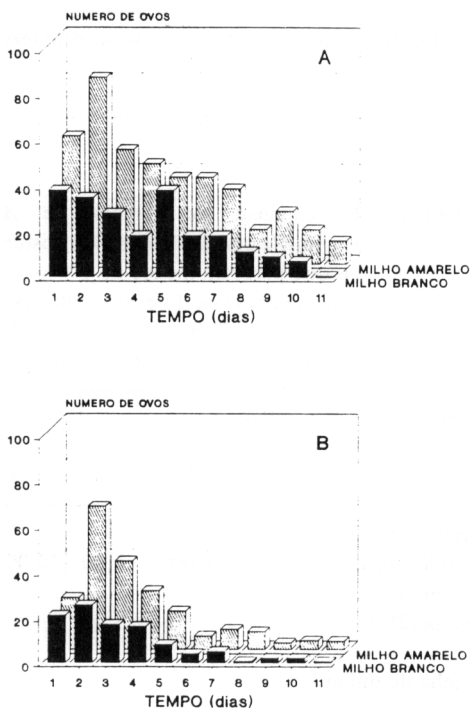 NUMERO DE OVOS
A
100
80
60
40
20
0
1 2 3 4 5 6 7 8 9 10 11
MILHO AMARELO
MILHO BRANCO
TEMPO (dias)
NUMERO DE OVOS
B
100
80
60
40
20
0
1 2 3 4 5 6 7 8 9 10 11
MILHO AMARELO
MILHO BRANCO
TEMPO (dias)